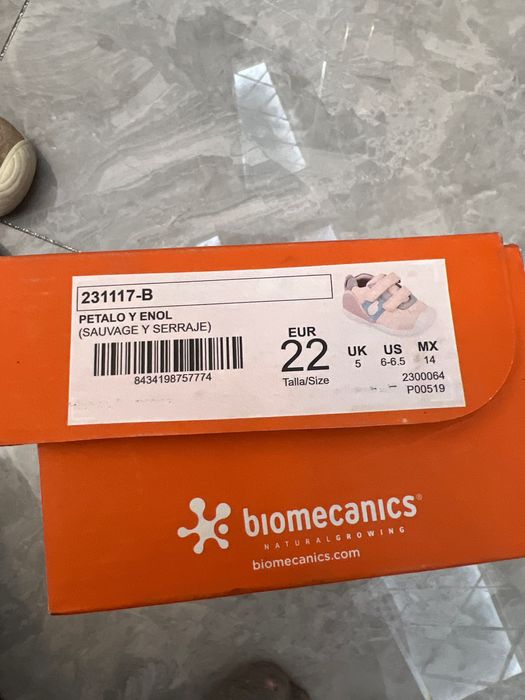 231117-B
PETALO Y ENOL
(SAUVAGE Y SERRAJE)
8434198757774
EUR
22
Talla/Size
UK US MX
5 6-6.5 14
2300064
P00519
biomecanics®
NATURALGROWING
biomecanics.com